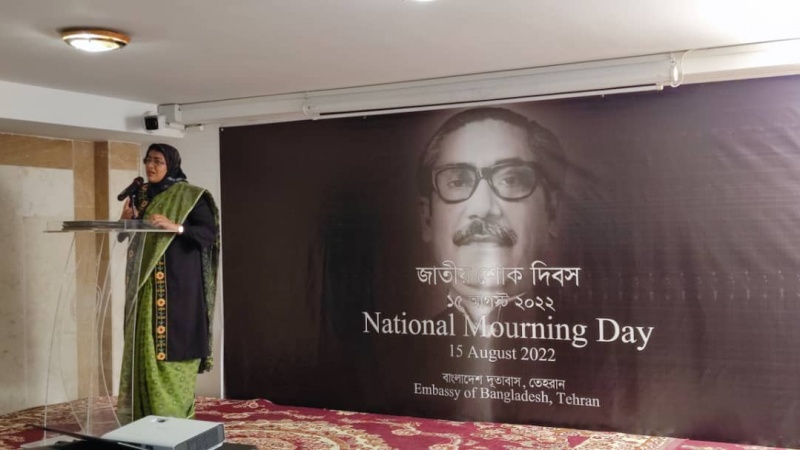 জাতীয় শোক দিবস
১৫ আগস্ট ২০২২
National Mourning Day
15 August 2022
বাংলাদেশ দূতাবাস, তেহরান
Embassy of Bangladesh, Tehran